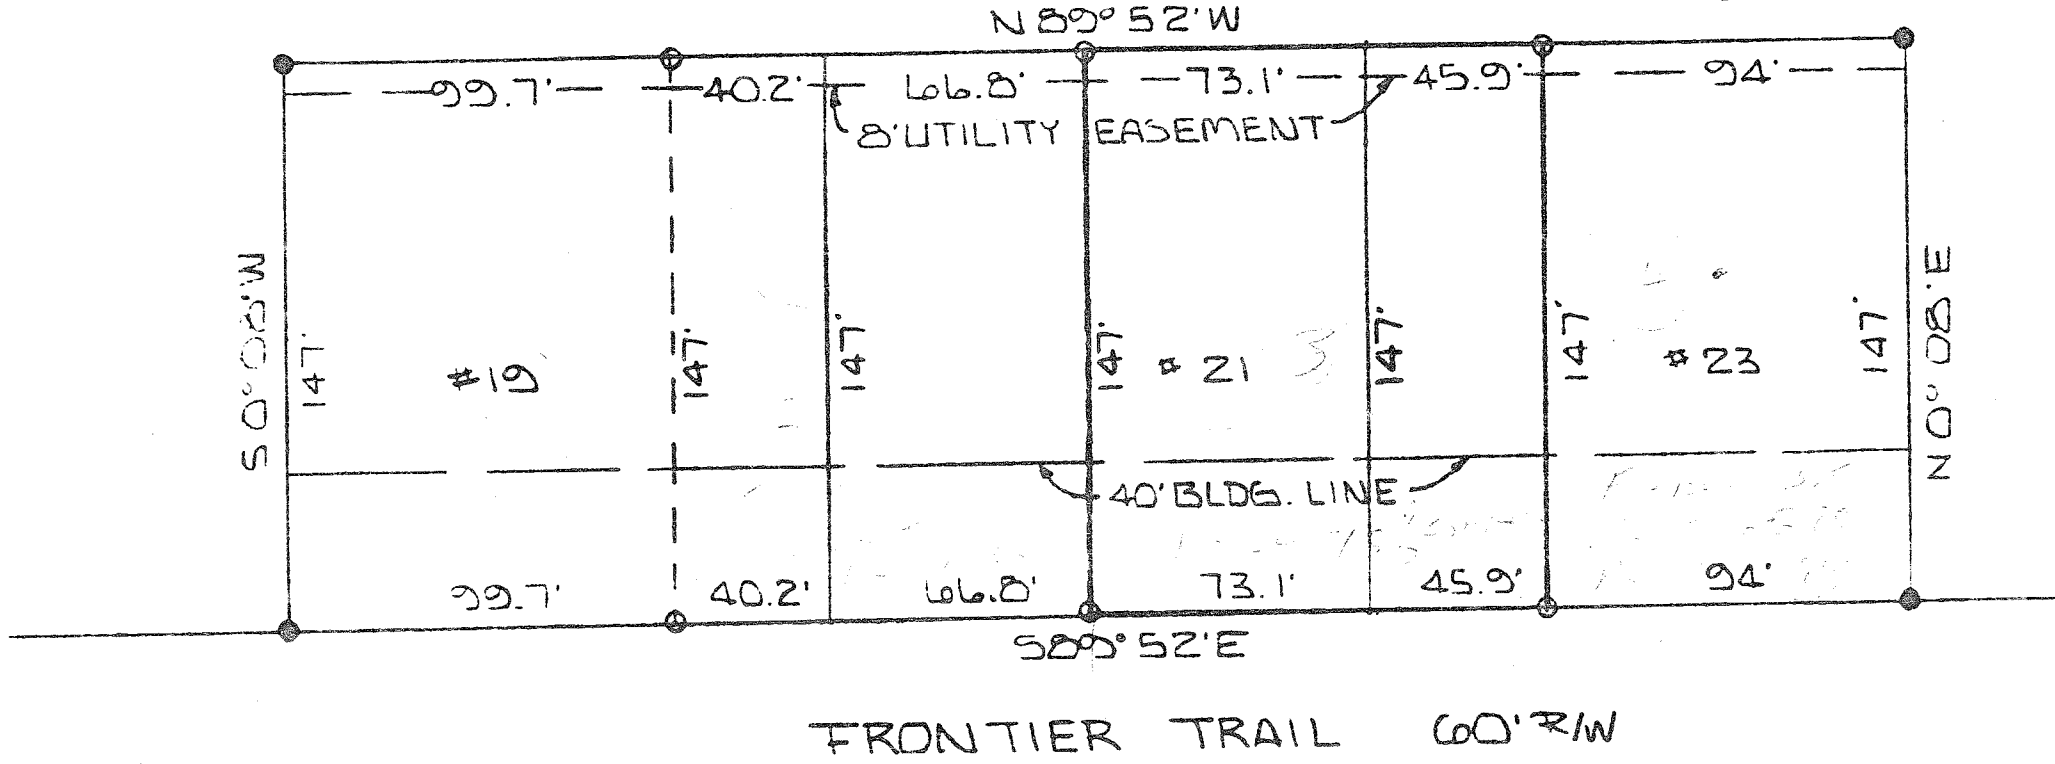 N 89° 52' W
99.7' 40.2' 66.8' 73.1' 45.9' 94'
8' UTILITY EASEMENT
S 0° 08' W
147' 147' 147' 147' 147' 147' 147'
N 0° 08' E
#19 # 21 3 # 23
40' BLDG. LINE
99.7' 40.2' 66.8' 73.1' 45.9' 94'
S 89° 52' E
FRONTIER TRAIL 60' R/W